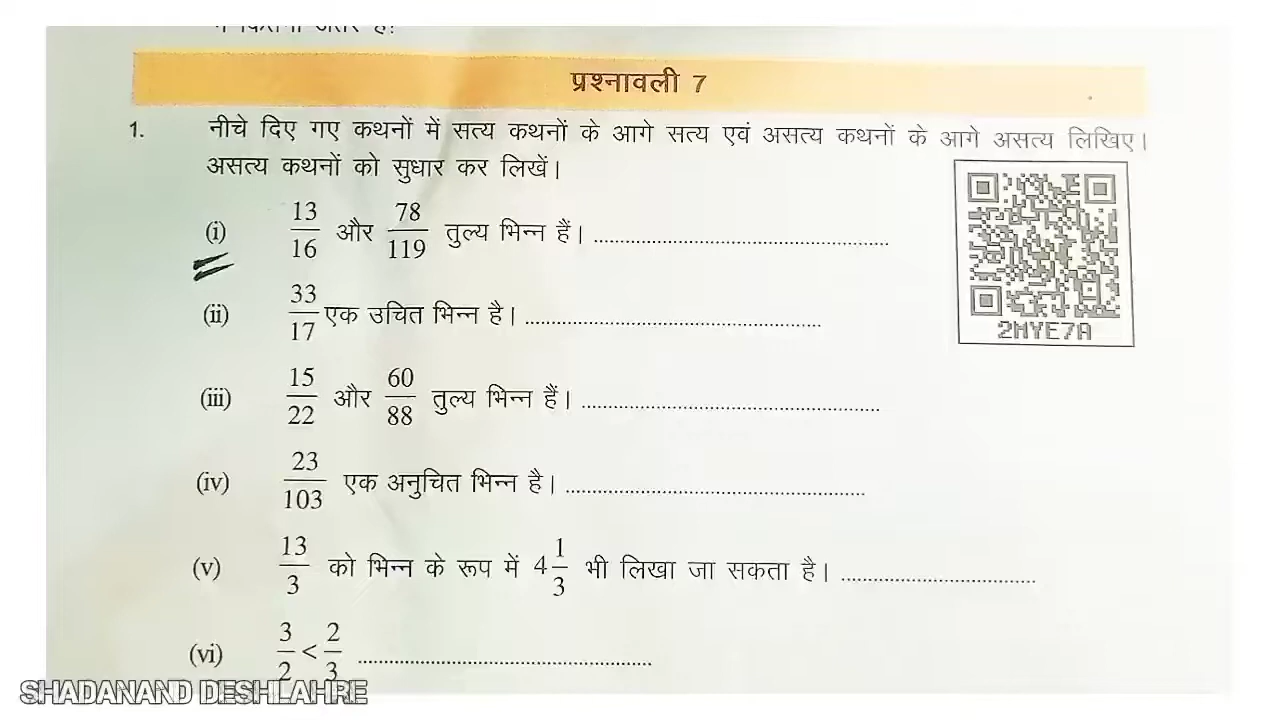 प्रश्नावली 7
1. नीचे दिए गए कथनों में सत्य कथनों के आगे सत्य एवं असत्य कथनों के आगे असत्य लिखिए।
असत्य कथनों को सुधार कर लिखें।
(i) 13/16 और 78/119 तुल्य भिन्न हैं। ........................................
(ii) 33/17 एक उचित भिन्न है। ........................................
(iii) 15/22 और 60/88 तुल्य भिन्न हैं। ........................................
(iv) 23/103 एक अनुचित भिन्न है। ........................................
(v) 13/3 को भिन्न के रूप में 4 1/3 भी लिखा जा सकता है। ..........................
(vi) 3/2 < 2/3 ........................................
2MYE7A
SHADANAND DESHLAHRE